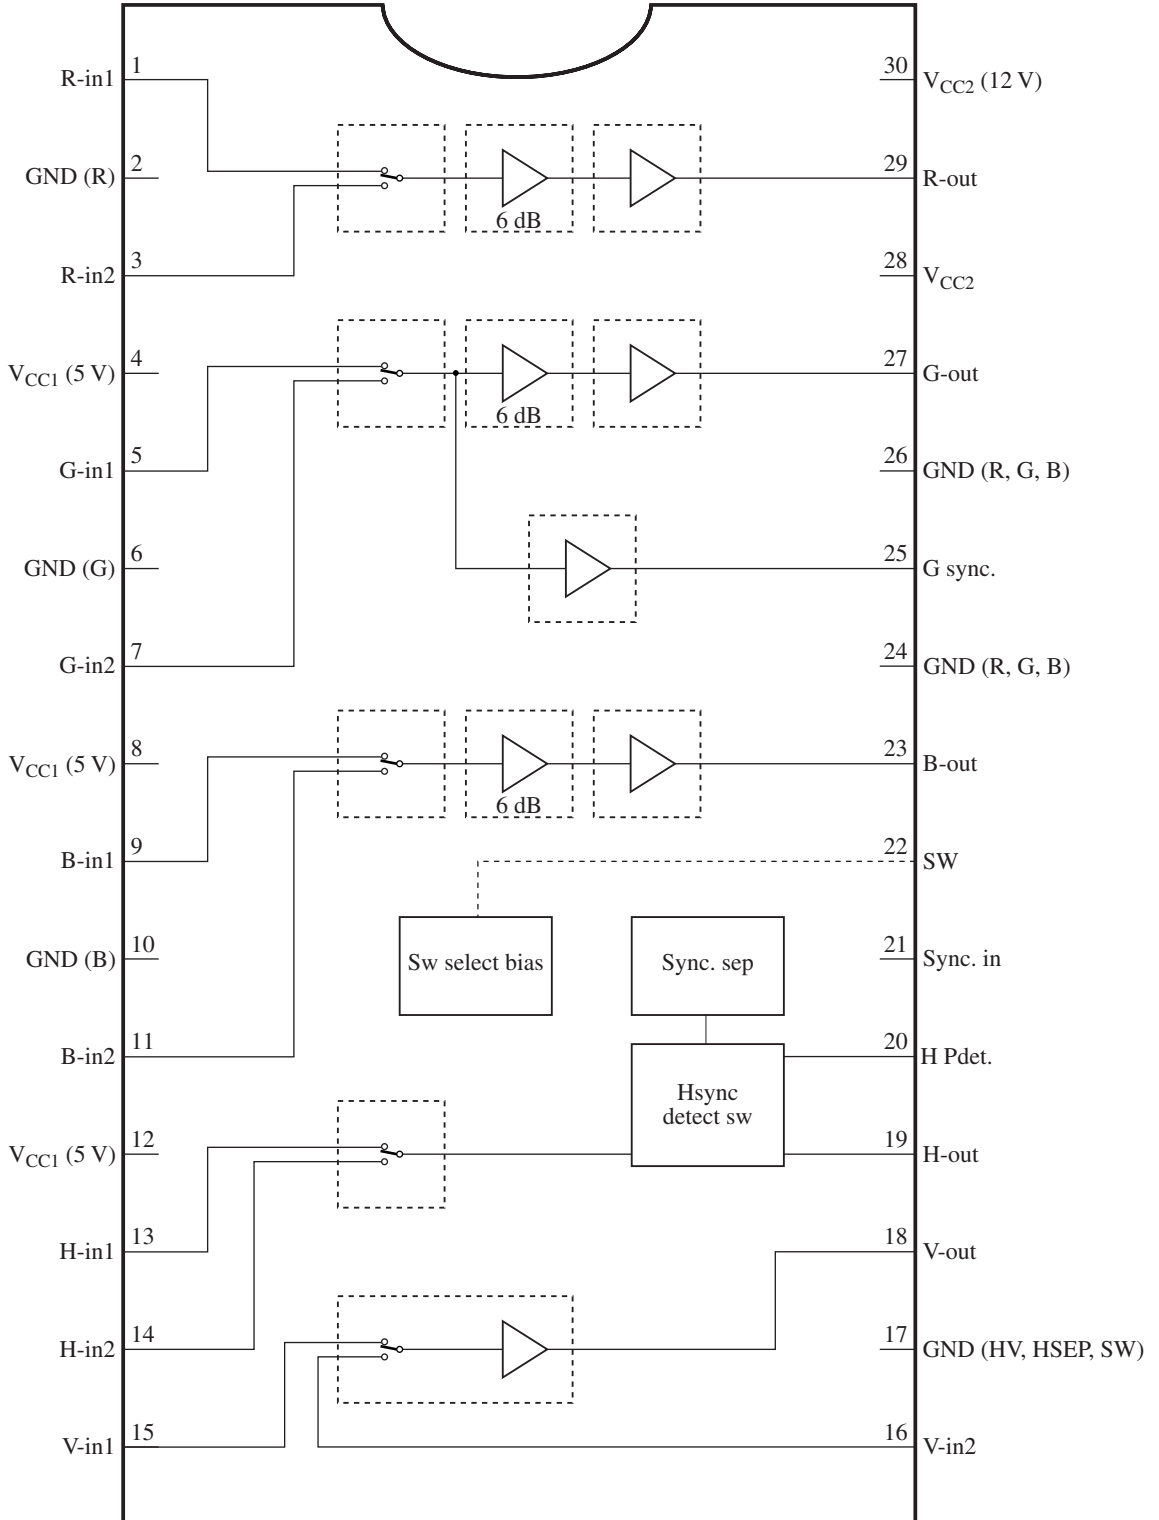 R-in1 1
30 VCC2 (12 V)
GND (R) 2
29 R-out
6 dB
R-in2 3
28 VCC2
VCC1 (5 V) 4
27 G-out
6 dB
G-in1 5
26 GND (R, G, B)
GND (G) 6
25 G sync.
G-in2 7
24 GND (R, G, B)
VCC1 (5 V) 8
23 B-out
6 dB
B-in1 9
22 SW
GND (B) 10
Sw select bias
Sync. sep
21 Sync. in
B-in2 11
20 H Pdet.
Hsync
detect sw
VCC1 (5 V) 12
19 H-out
H-in1 13
18 V-out
H-in2 14
17 GND (HV, HSEP, SW)
V-in1 15
16 V-in2